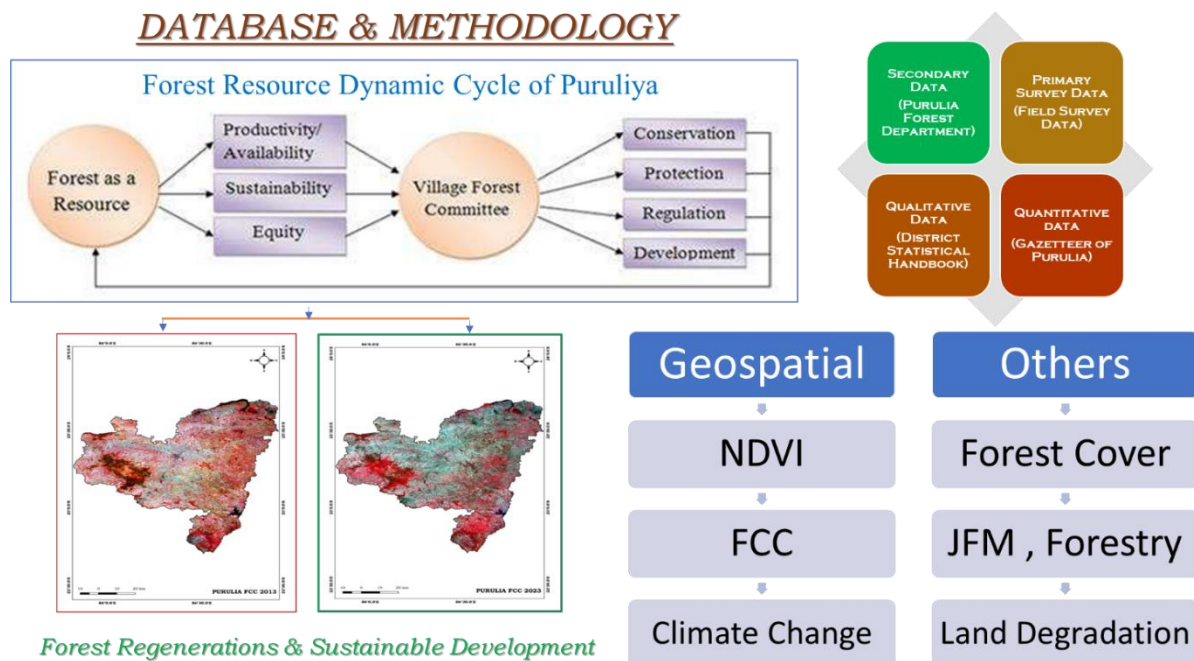 DATABASE & METHODOLOGY
Forest Resource Dynamic Cycle of Puruliya
Forest as a
Resource
Productivity/
Availability
Sustainability
Equity
Village Forest
Committee
Conservation
Protection
Regulation
Development
SECONDARY
DATA
(PURULIA
FOREST
DEPARTMENT)
PRIMARY
SURVEY DATA
(FIELD SURVEY
DATA)
QUALITATIVE
DATA
(DISTRICT
STATISTICAL
HANDBOOK)
QUANTITATIVE
DATA
(GAZETTEER OF
PURULIA)
PURULIA FCC 2013
PURULIA FCC 2023
Forest Regenerations & Sustainable Development
Geospatial
NDVI
FCC
Climate Change
Others
Forest Cover
JFM , Forestry
Land Degradation